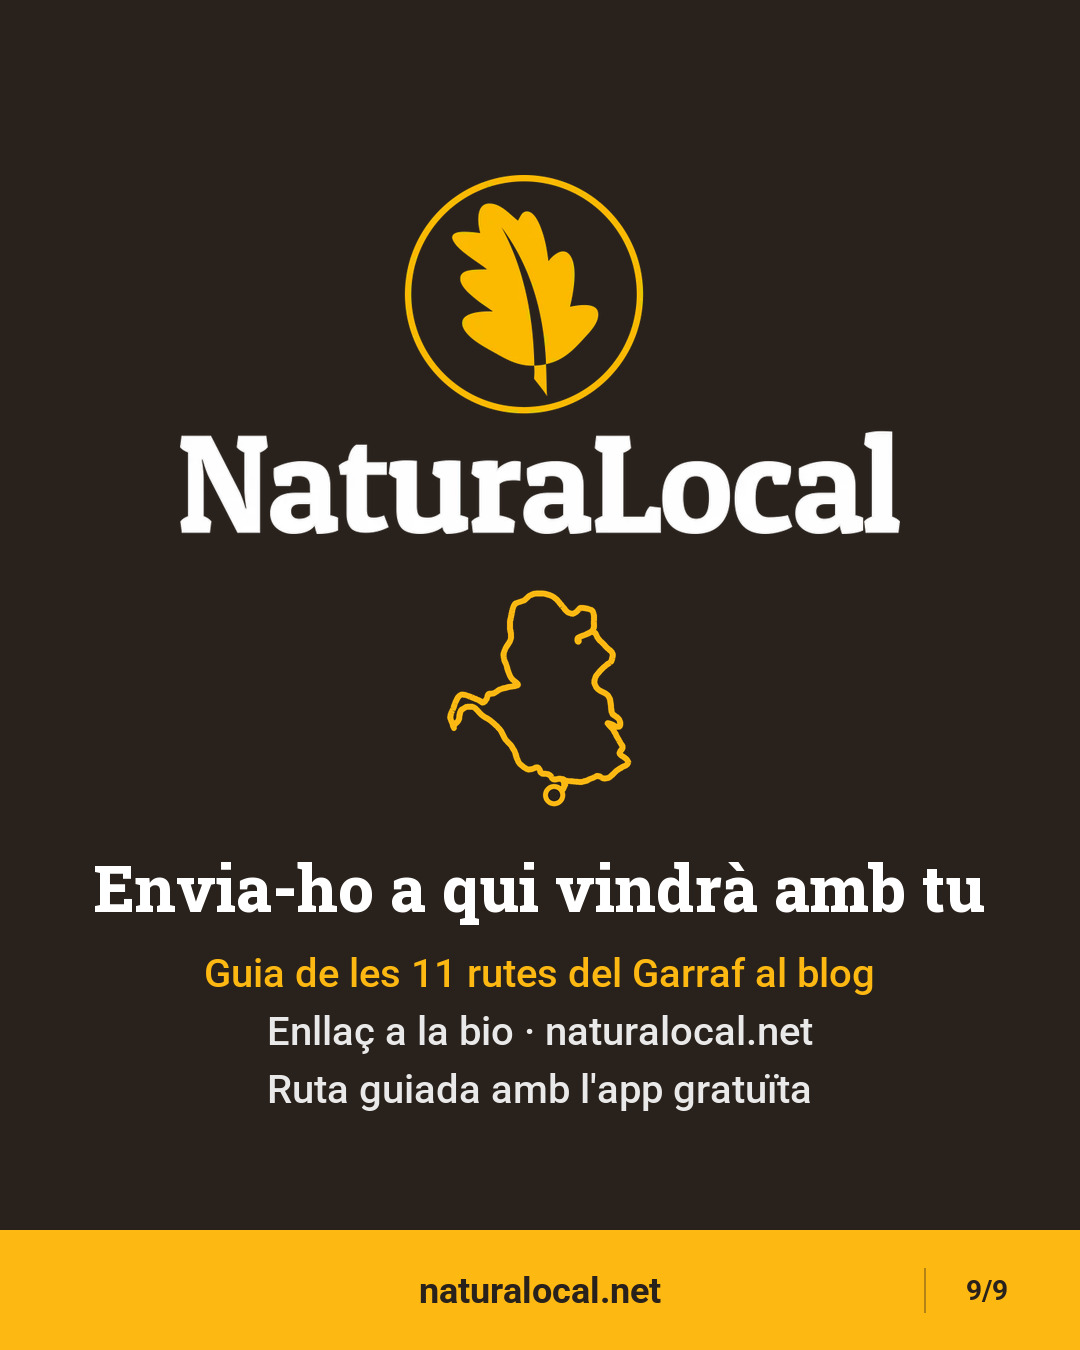 NaturaLocal
Envia-ho a qui vindrà amb tu
Guia de les 11 rutes del Garraf al blog
Enllaç a la bio · naturalocal.net
Ruta guiada amb l'app gratuïta
naturalocal.net
9/9